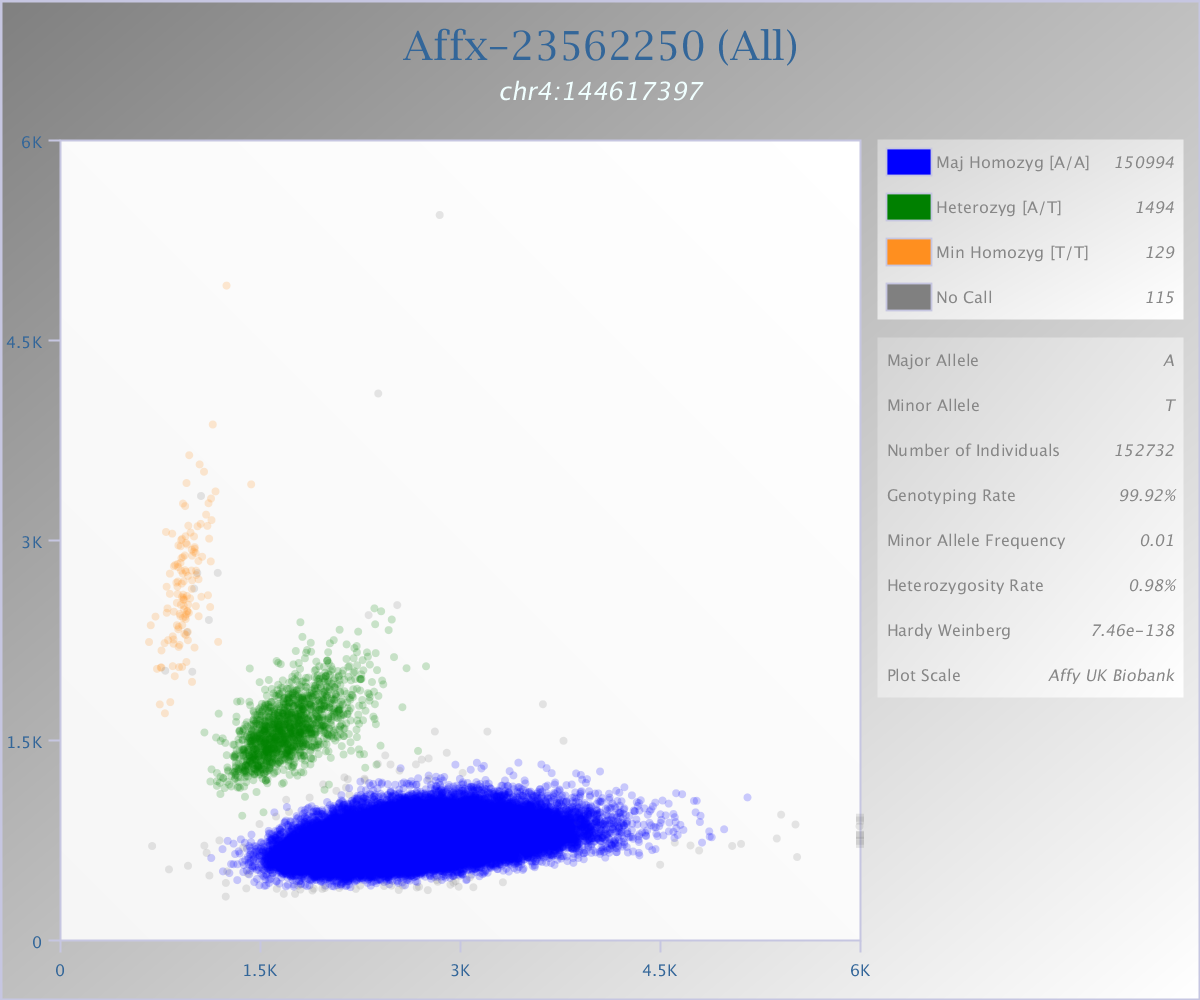 Affx-23562250 (All)
chr4:144617397
6K
4.5K
3K
1.5K
0
0
1.5K
3K
4.5K
6K
Maj Homozyg [A/A] 150994
Heterozyg [A/T] 1494
Min Homozyg [T/T] 129
No Call 115
Major Allele A
Minor Allele T
Number of Individuals 152732
Genotyping Rate 99.92%
Minor Allele Frequency 0.01
Heterozygosity Rate 0.98%
Hardy Weinberg 7.46e-138
Plot Scale Affy UK Biobank